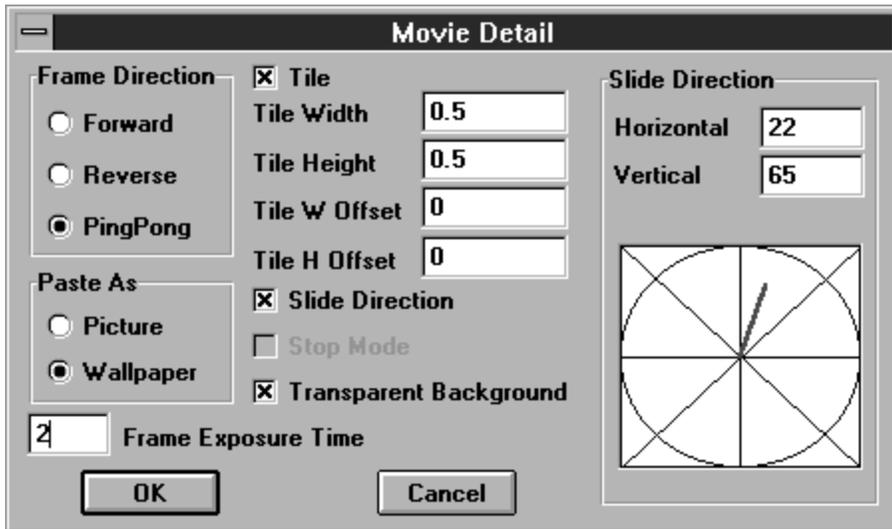 Movie Detail
Frame Direction
Forward
Reverse
PingPong
Paste As
Picture
Wallpaper
2
Frame Exposure Time
Tile
Tile Width
0.5
Tile Height
0.5
Tile W Offset
0
Tile H Offset
0
Slide Direction
Stop Mode
Transparent Background
Slide Direction
Horizontal
22
Vertical
65
OK
Cancel